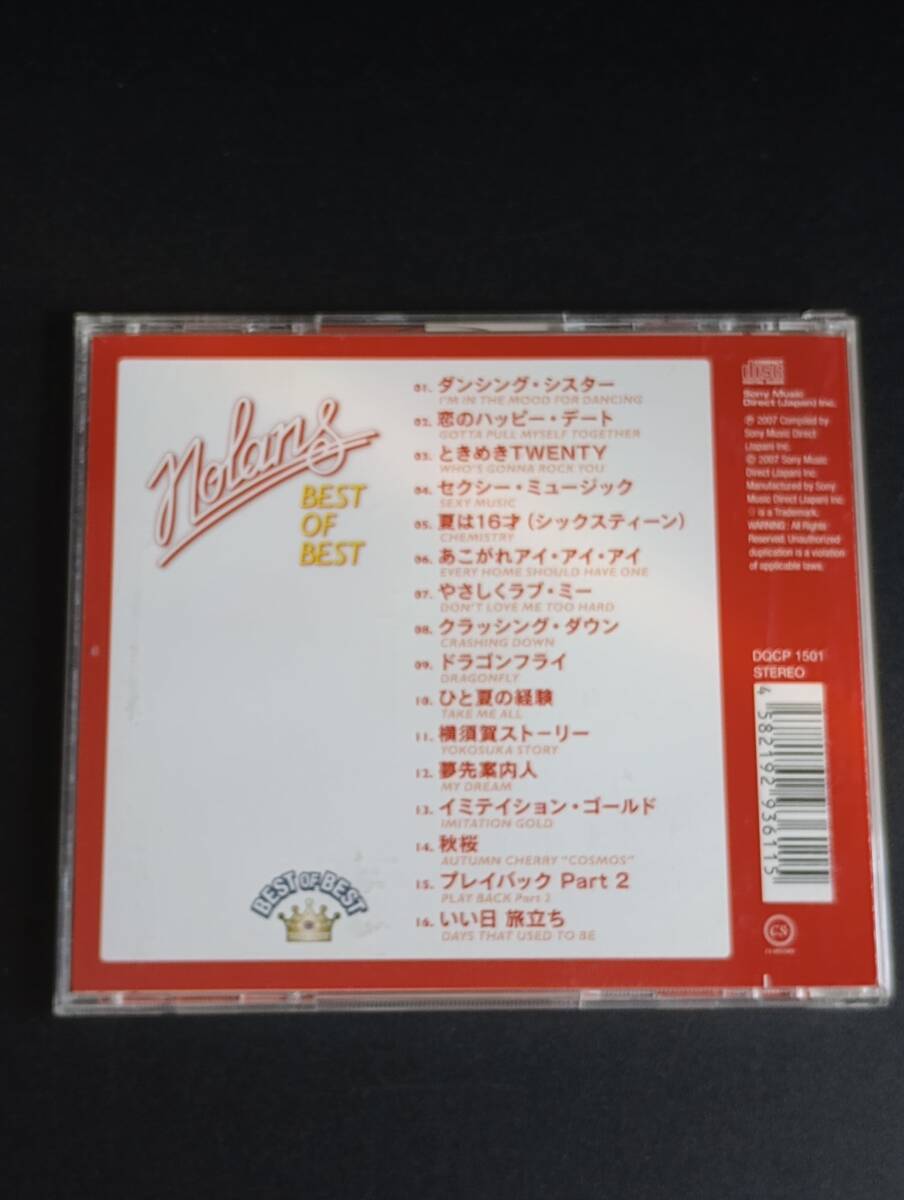 Nolans
BEST
OF
BEST
01. ダンシング・シスター
I'M IN THE MOOD FOR DANCING
02. 恋のハッピー・デート
GOTTA PULL MYSELF TOGETHER
03. ときめきTWENTY
WHO'S GONNA ROCK YOU
04. セクシー・ミュージック
SEXY MUSIC
05. 夏は16才(シックスティーン)
CHEMISTRY
06. あこがれアイ・アイ・アイ
EVERY HOME SHOULD HAVE ONE
07. やさしくラブ・ミー
DON'T LOVE ME TOO HARD
08. クラッシング・ダウン
CRASHING DOWN
09. ドラゴンフライ
DRAGONFLY
10. ひと夏の経験
TAKE ME ALL
11. 横須賀ストーリー
YOKOSUKA STORY
12. 夢先案内人
MY DREAM
13. イミテイション・ゴールド
IMITATION GOLD
14. 秋桜
AUTUMN CHERRY "COSMOS"
15. プレイバック Part 2
PLAY BACK Part 2
16. いい日 旅立ち
DAYS THAT USED TO BE
BEST OF BEST
COMPACT
disc
DIGITAL AUDIO
Sony Music
Direct (Japan) Inc.
℗ 2007 Compiled by
Sony Music Direct
(Japan) Inc.
© 2007 Sony Music
Direct (Japan) Inc.
Manufactured by Sony
Music Direct (Japan) Inc.
is a Trademark.
WARNING : All Rights
Reserved. Unauthorized
duplication is a violation
of applicable laws.
DQCP 1501
STEREO
4 582192 936115
CS